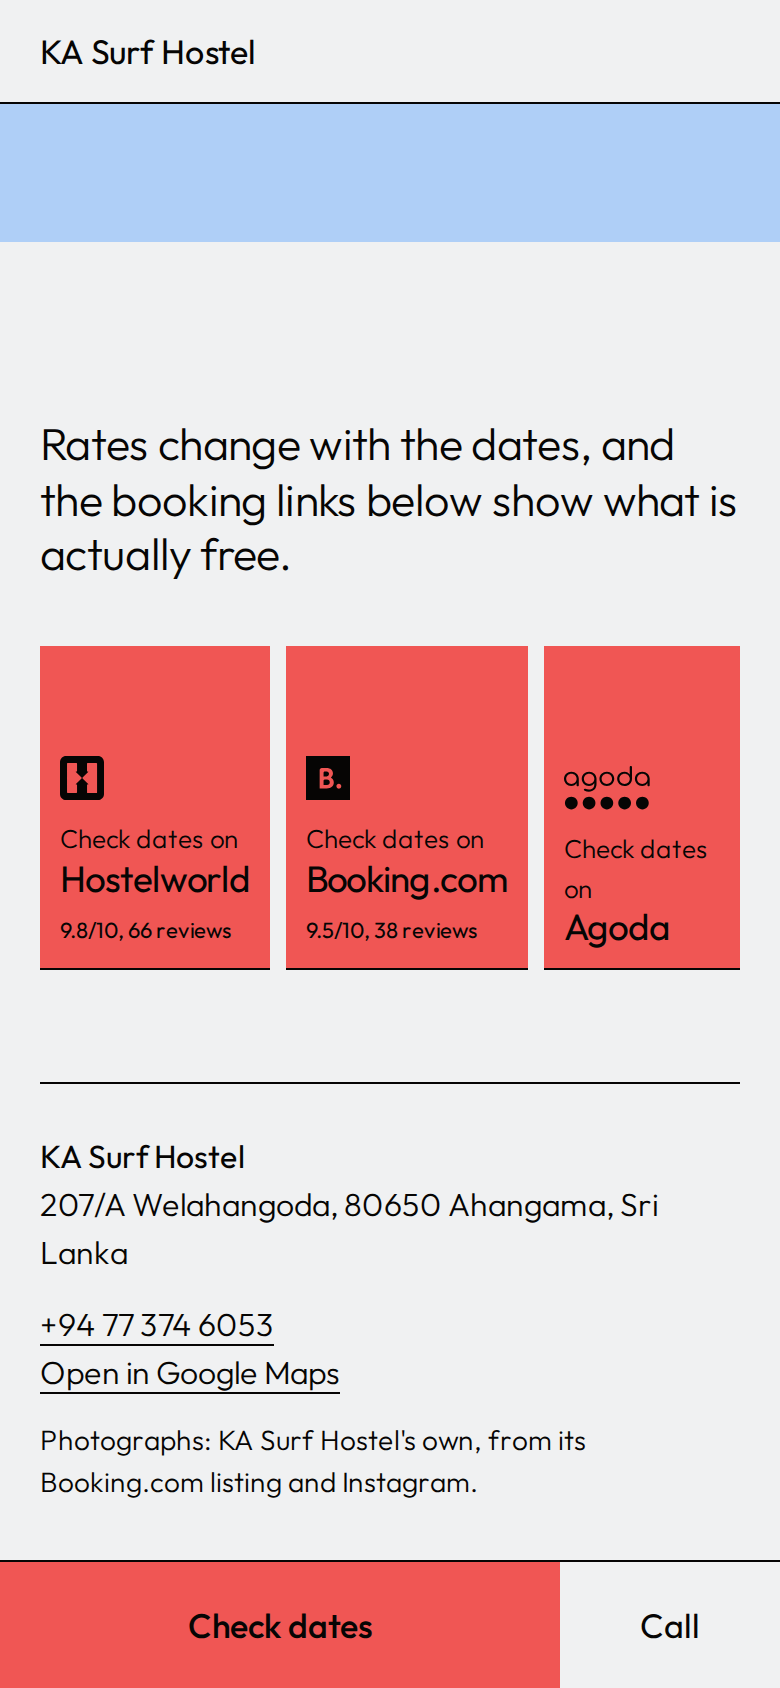 KA Surf Hostel
Rates change with the dates, and
the booking links below show what is
actually free.
Check dates on
Hostelworld
9.8/10, 66 reviews
B.
Check dates on
Booking.com
9.5/10, 38 reviews
agoda
Check dates
on
Agoda
KA Surf Hostel
207/A Welahangoda, 80650 Ahangama, Sri
Lanka
+94 77 374 6053
Open in Google Maps
Photographs: KA Surf Hostel's own, from its
Booking.com listing and Instagram.
Check dates
Call